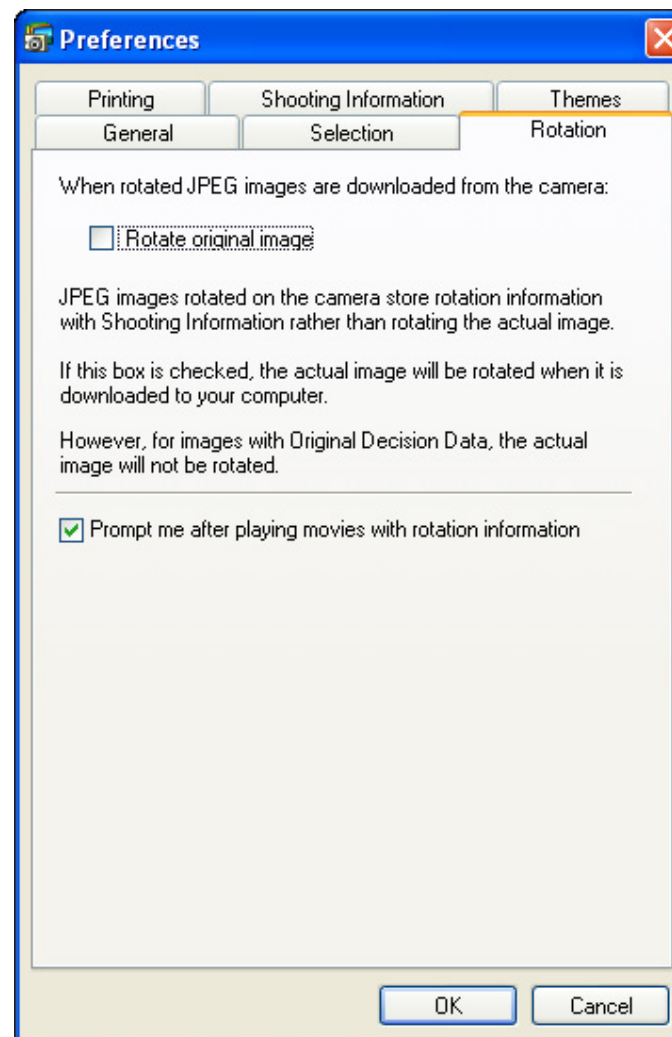 Preferences
Printing Shooting Information Themes
General Selection Rotation
When rotated JPEG images are downloaded from the camera:
Rotate original image
JPEG images rotated on the camera store rotation information
with Shooting Information rather than rotating the actual image.
If this box is checked, the actual image will be rotated when it is
downloaded to your computer.
However, for images with Original Decision Data, the actual
image will not be rotated.
Prompt me after playing movies with rotation information
OK Cancel